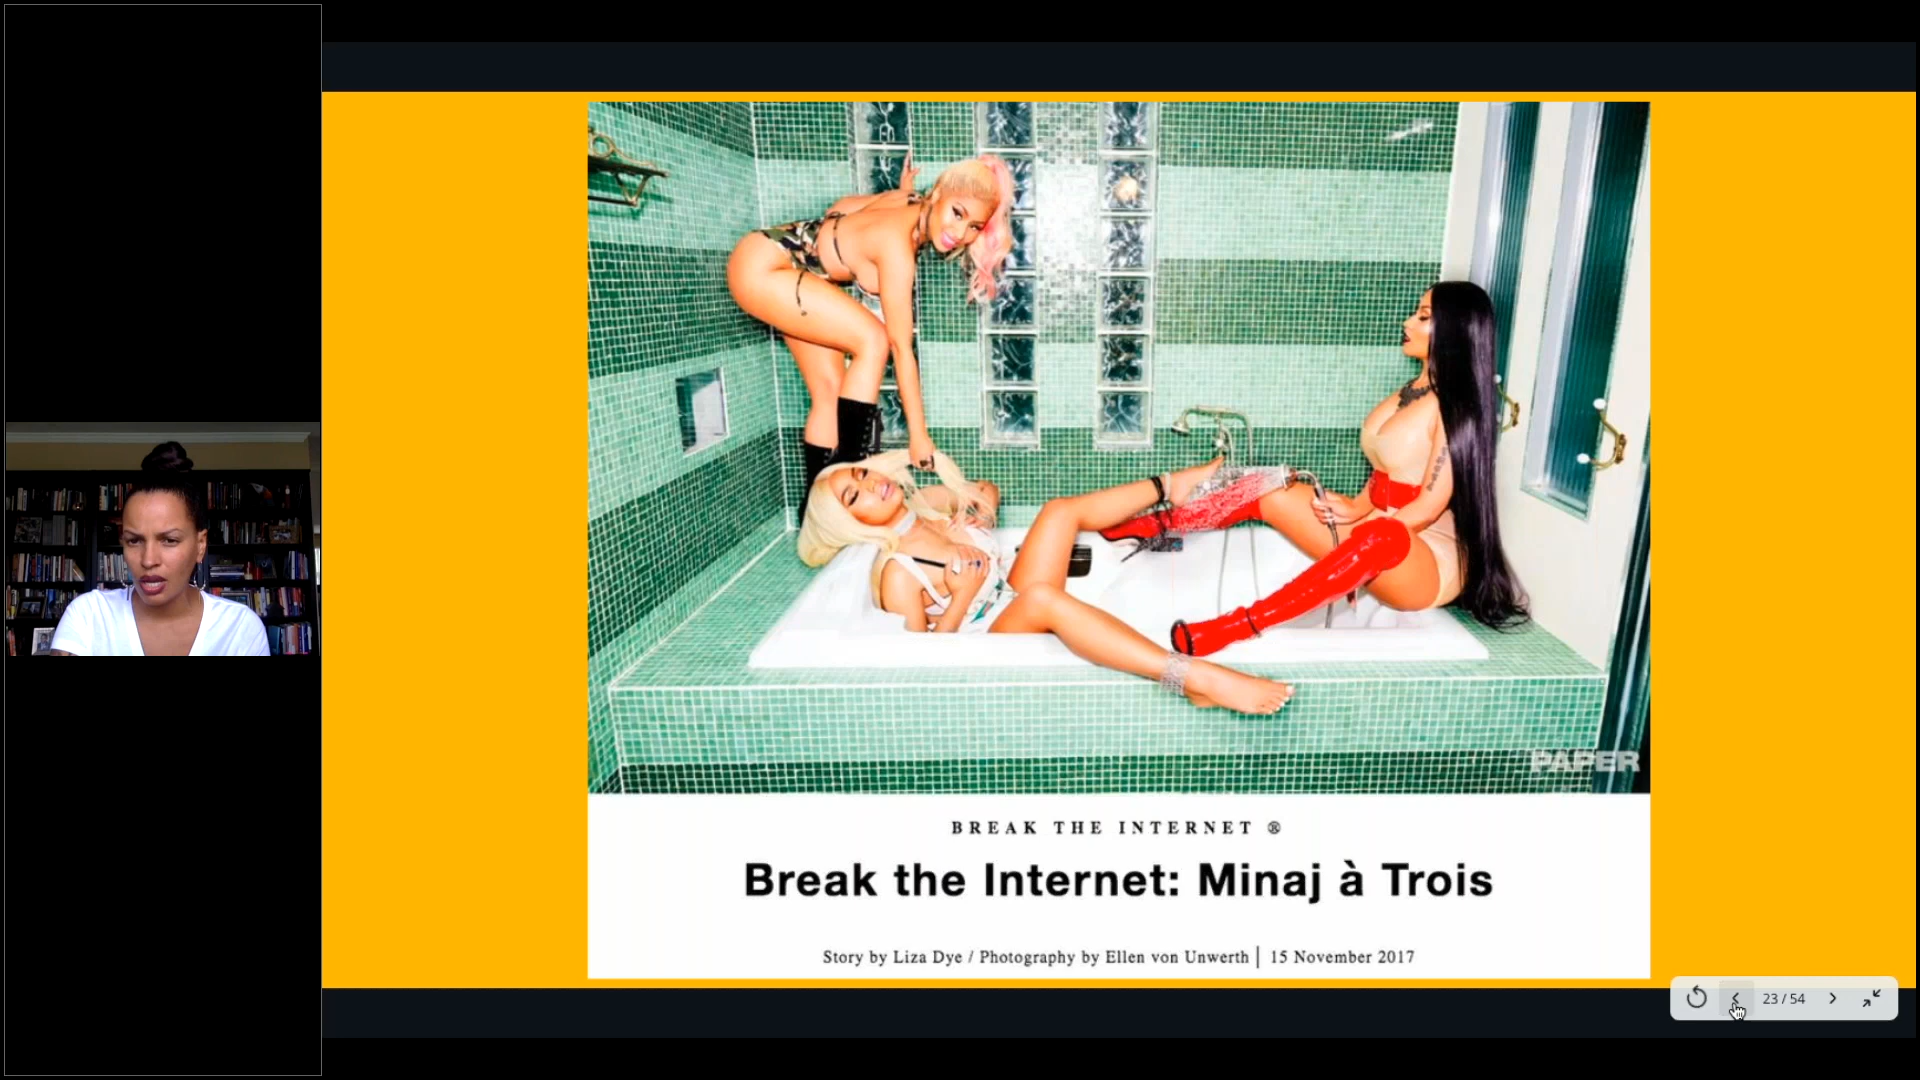 PAPER
BREAK THE INTERNET ®
Break the Internet: Minaj à Trois
Story by Liza Dye / Photography by Ellen von Unwerth | 15 November 2017
23 / 54